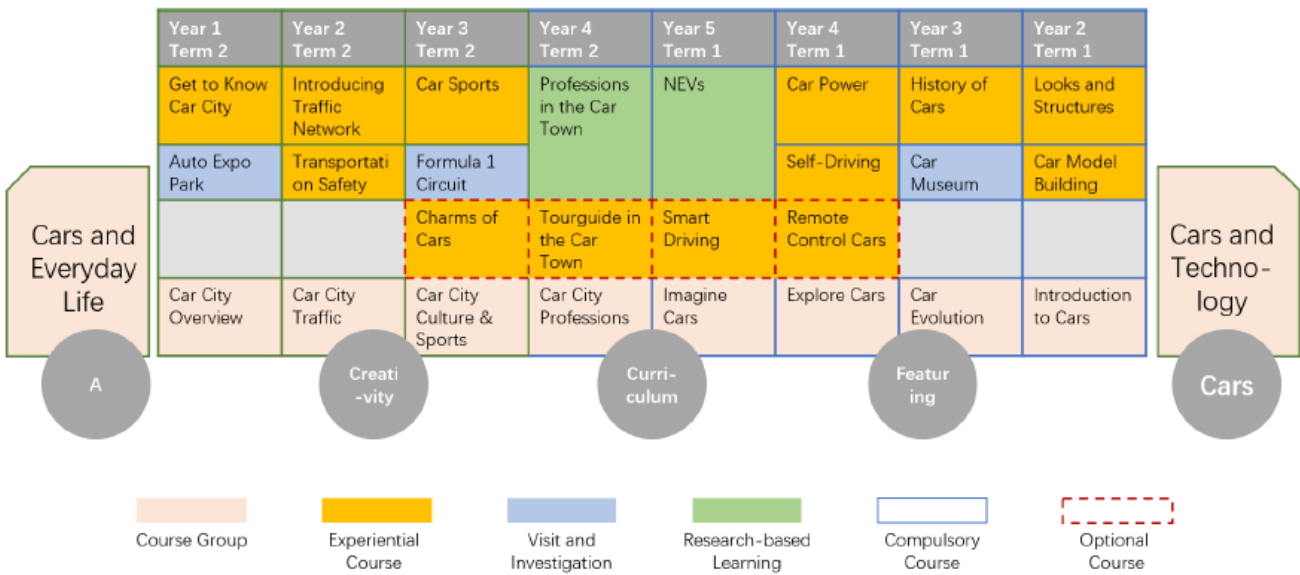 Year 1
Term 2
Year 2
Term 2
Year 3
Term 2
Year 4
Term 2
Year 5
Term 1
Year 4
Term 1
Year 3
Term 1
Year 2
Term 1
Get to Know
Car City
Introducing
Traffic
Network
Car Sports
Professions
in the Car
Town
NEVs
Car Power
History of
Cars
Looks and
Structures
Auto Expo
Park
Transportati
on Safety
Formula 1
Circuit
Self-Driving
Car
Museum
Car Model
Building
Charms of
Cars
Tourguide in
the Car
Town
Smart
Driving
Remote
Control Cars
Car City
Overview
Car City
Traffic
Car City
Culture &
Sports
Car City
Professions
Imagine
Cars
Explore Cars
Car
Evolution
Introduction
to Cars
Cars and
Everyday
Life
Cars and
Techno-
logy
A
Creati
-vity
Curri-
culum
Featur
ing
Cars
Course Group
Experiential
Course
Visit and
Investigation
Research-based
Learning
Compulsory
Course
Optional
Course